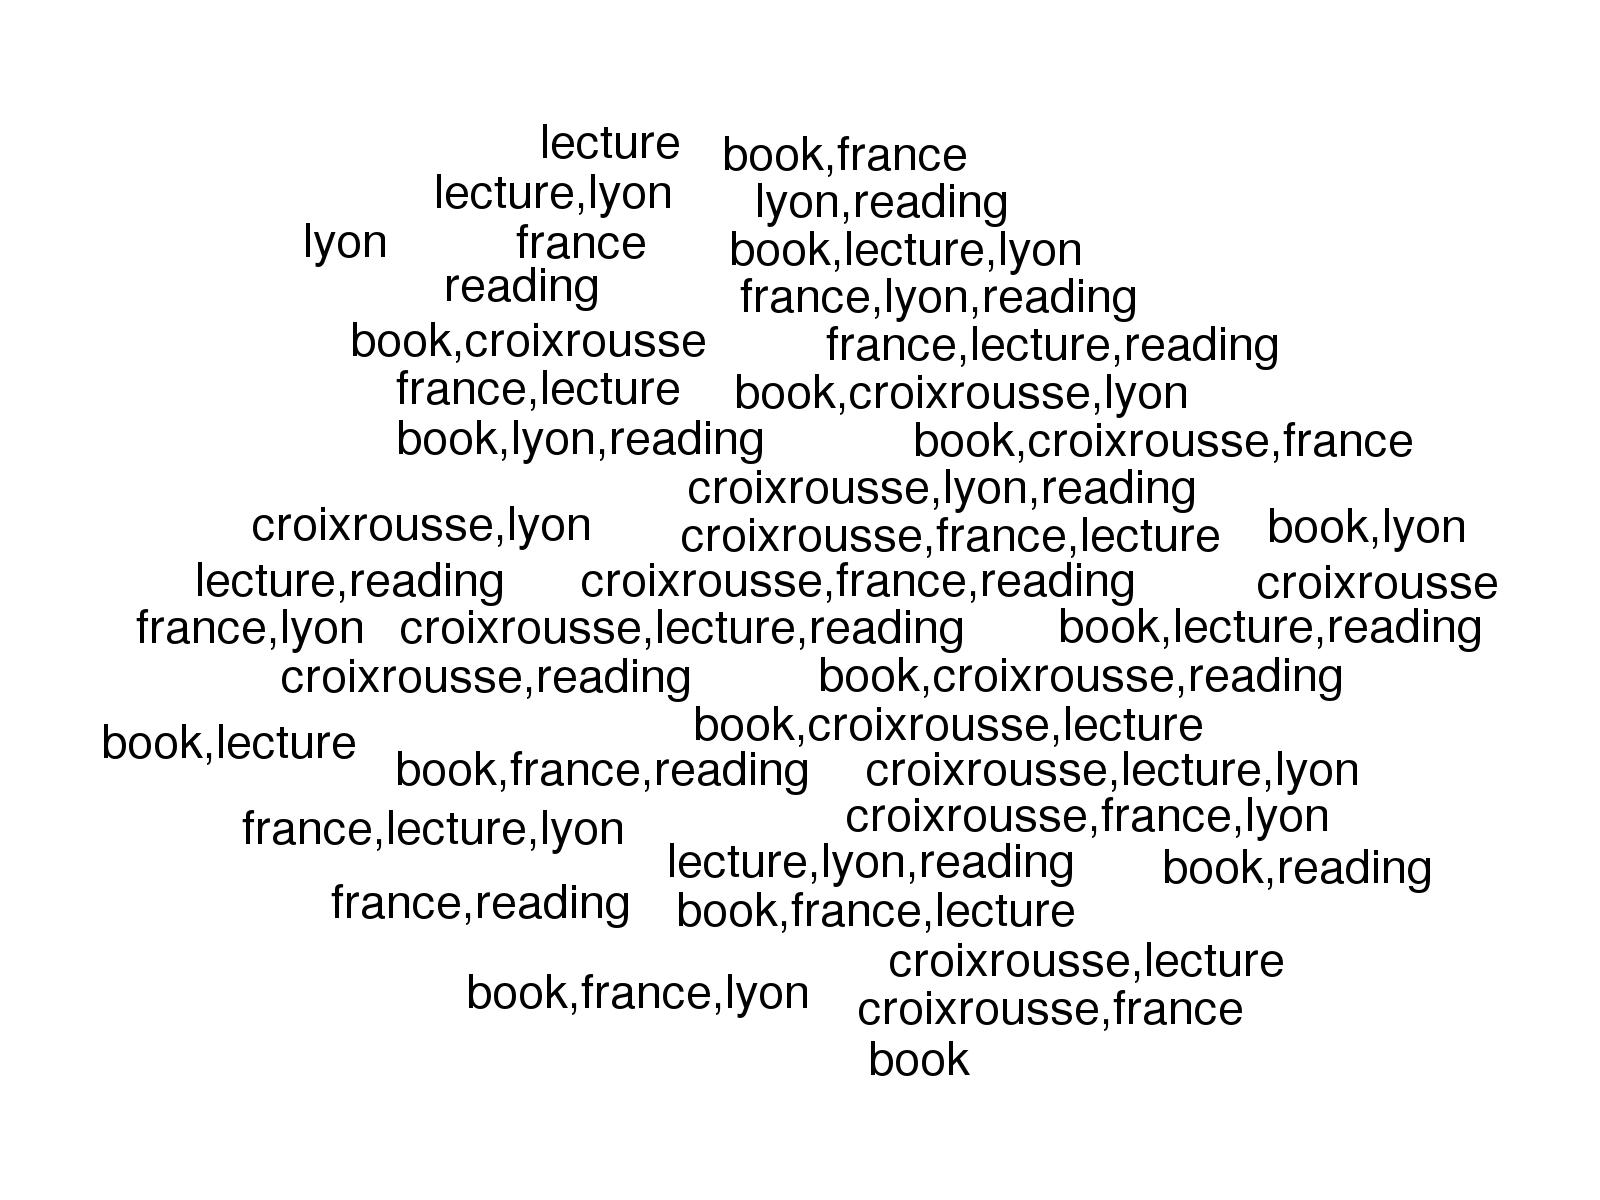 lecture
book,france
lecture,lyon
lyon,reading
lyon
france
book,lecture,lyon
reading
france,lyon,reading
book,croixrousse
france,lecture,reading
france,lecture
book,croixrousse,lyon
book,lyon,reading
book,croixrousse,france
croixrousse,lyon,reading
croixrousse,lyon
croixrousse,france,lecture
book,lyon
lecture,reading
croixrousse,france,reading
croixrousse
france,lyon
croixrousse,lecture,reading
book,lecture,reading
croixrousse,reading
book,croixrousse,reading
book,croixrousse,lecture
book,lecture
book,france,reading
croixrousse,lecture,lyon
croixrousse,france,lyon
france,lecture,lyon
lecture,lyon,reading
book,reading
france,reading
book,france,lecture
croixrousse,lecture
book,france,lyon
croixrousse,france
book